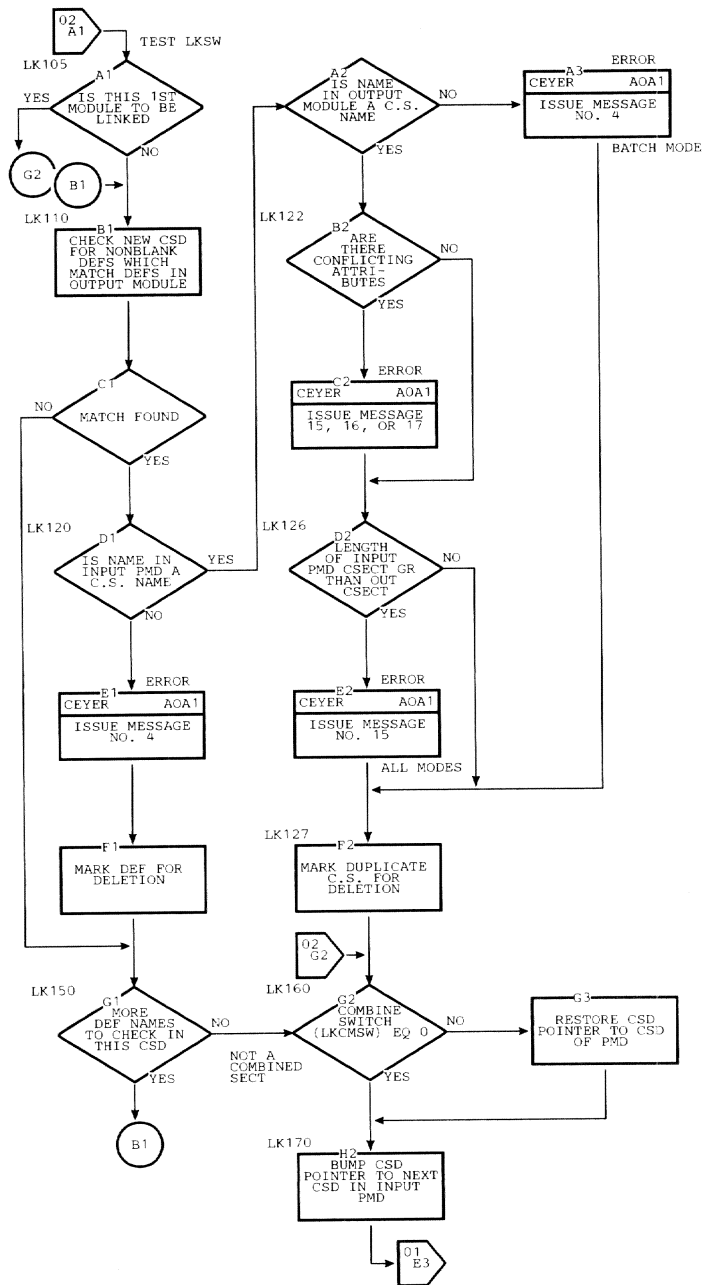 02
A1
TEST LKSW
LK105
A1
IS THIS 1ST
MODULE TO BE
LINKED
YES
NO
G2
B1
LK110
B1
CHECK NEW CSD
FOR NONBLANK
DEFS WHICH
MATCH DEFS IN
OUTPUT MODULE
C1
MATCH FOUND
NO
YES
LK120
D1
IS NAME IN
INPUT PMD A
C.S. NAME
YES
NO
ERROR
E1
CEYER A0A1
ISSUE MESSAGE
NO. 4
F1
MARK DEF FOR
DELETION
LK150
G1
MORE
DEF NAMES
TO CHECK IN
THIS CSD
NO
NOT A
COMBINED
SECT
YES
B1
A2
IS NAME
IN OUTPUT
MODULE A C.S.
NAME
NO
YES
ERROR
A3
CEYER A0A1
ISSUE MESSAGE
NO. 4
BATCH MODE
LK122
B2
ARE
THERE
CONFLICTING
ATTRI-
BUTES
NO
YES
ERROR
C2
CEYER A0A1
ISSUE MESSAGE
15, 16, OR 17
LK126
D2
LENGTH
OF INPUT
PMD CSECT GR
THAN OUT
CSECT
NO
YES
ERROR
E2
CEYER A0A1
ISSUE MESSAGE
NO. 15
ALL MODES
LK127
F2
MARK DUPLICATE
C.S. FOR
DELETION
02
G2
LK160
G2
COMBINE
SWITCH
(LKCMSW) EQ 0
NO
YES
G3
RESTORE CSD
POINTER TO CSD
OF PMD
LK170
H2
BUMP CSD
POINTER TO NEXT
CSD IN INPUT
PMD
01
E3